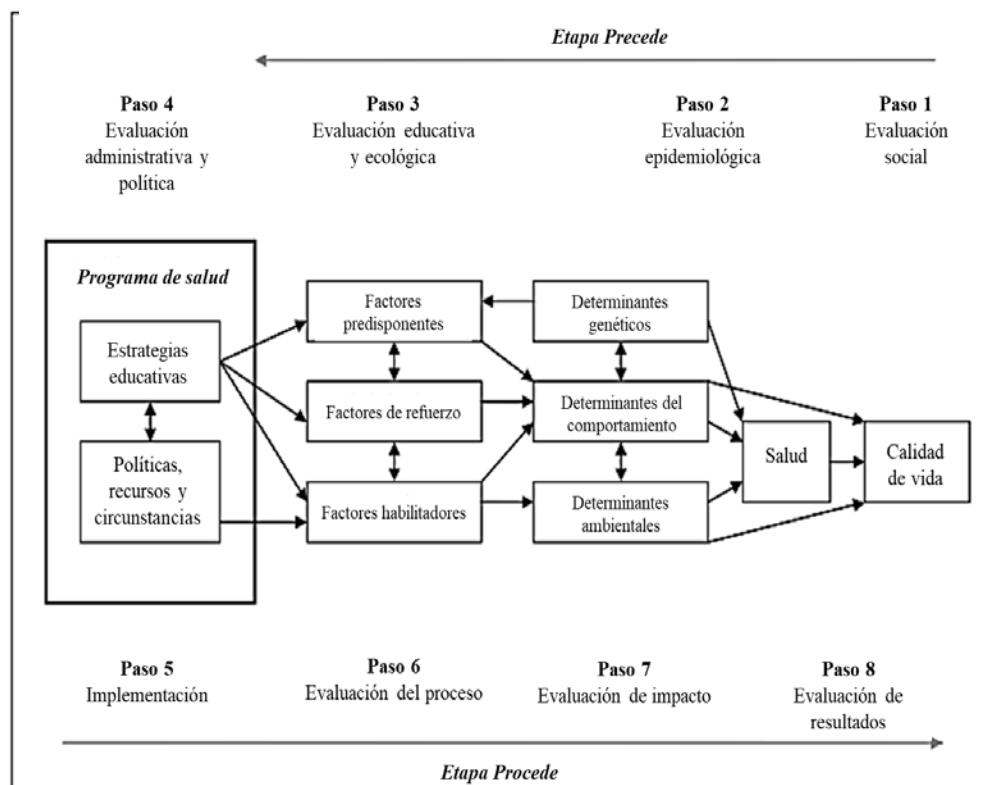 Etapa Precede
Paso 4
Evaluación
administrativa y
política
Paso 3
Evaluación educativa
y ecológica
Paso 2
Evaluación
epidemiológica
Paso 1
Evaluación
social
Programa de salud
Estrategias
educativas
Políticas,
recursos y
circunstancias
Factores
predisponentes
Factores de refuerzo
Factores habilitadores
Determinantes
genéticos
Determinantes del
comportamiento
Determinantes
ambientales
Salud
Calidad
de vida
Paso 5
Implementación
Paso 6
Evaluación del proceso
Paso 7
Evaluación de impacto
Paso 8
Evaluación de
resultados
Etapa Procede